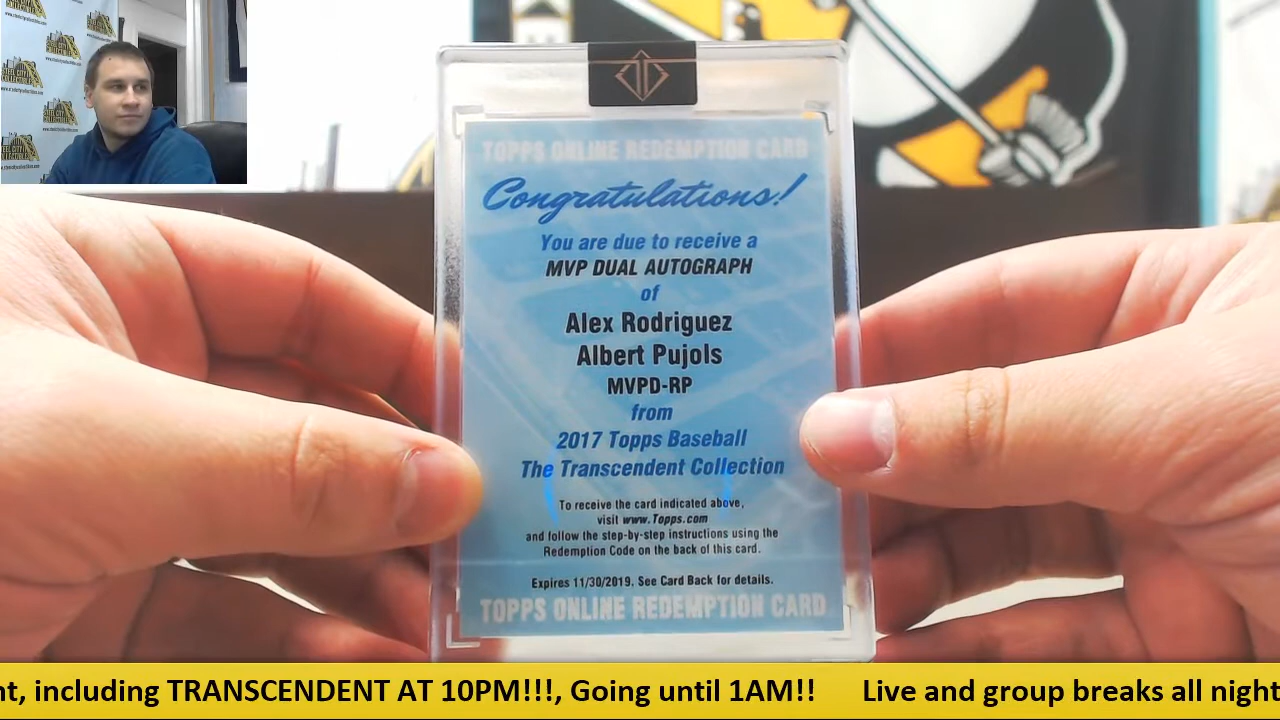 TOPPS ONLINE REDEMPTION CARD
Congratulations!
You are due to receive a
MVP DUAL AUTOGRAPH
of
Alex Rodriguez
Albert Pujols
MVPD-RP
from
2017 Topps Baseball
The Transcendent Collection
To receive the card indicated above,
visit www.Topps.com
and follow the step-by-step instructions using the
Redemption Code on the back of this card.
Expires 11/30/2019. See Card Back for details.
TOPPS ONLINE REDEMPTION CARD
nt, including TRANSCENDENT AT 10PM!!!, Going until 1AM!! Live and group breaks all night